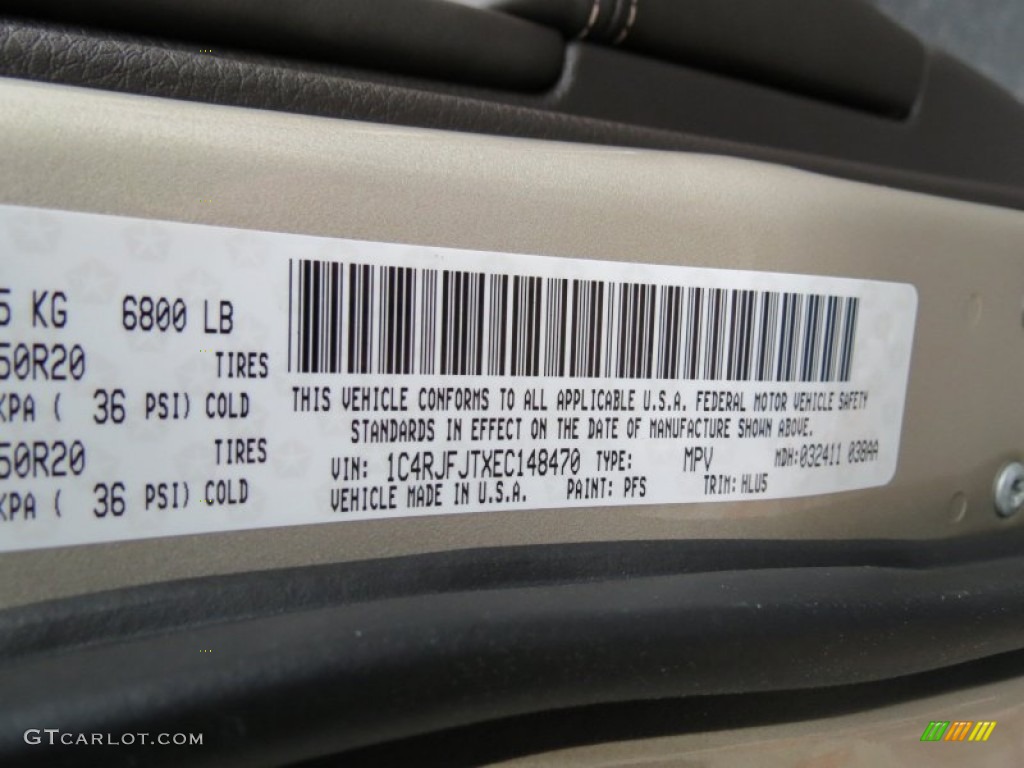 5 KG 6800 LB
50R20 TIRES
KPA ( 36 PSI) COLD
50R20 TIRES
KPA ( 36 PSI) COLD
THIS VEHICLE CONFORMS TO ALL APPLICABLE U.S.A. FEDERAL MOTOR VEHICLE SAFETY
STANDARDS IN EFFECT ON THE DATE OF MANUFACTURE SHOWN ABOVE.
VIN: 1C4RJFJTXEC148470 TYPE: MPV MDH:032411 038AA
VEHICLE MADE IN U.S.A. PAINT: PFS TRIM: HLU5
GTCARLOT.COM